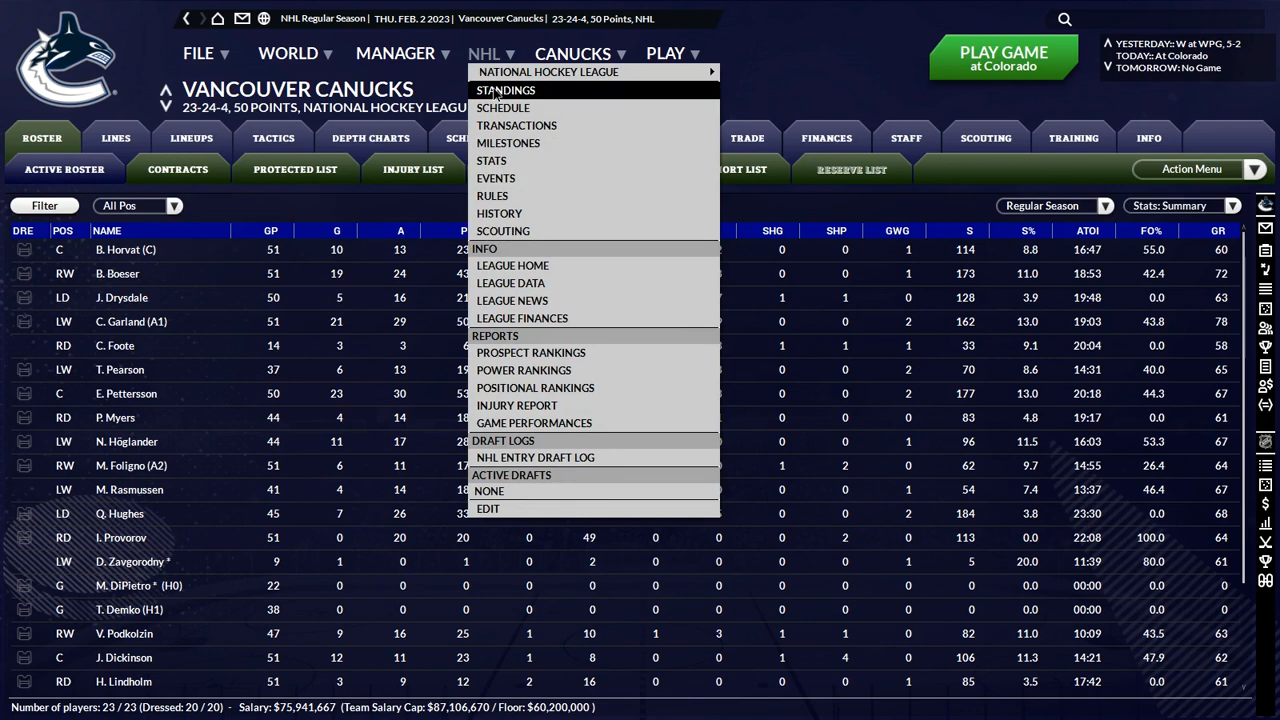 NHL Regular Season | THU. FEB. 2 2023 | Vancouver Canucks | 23-24-4, 50 Points, NHL
FILE WORLD MANAGER NHL CANUCKS PLAY
PLAY GAME
at Colorado
YESTERDAY:: W at WPG, 5-2
TODAY:: At Colorado
TOMORROW: No Game
VANCOUVER CANUCKS
23-24-4, 50 POINTS, NATIONAL HOCKEY LEAGU
NATIONAL HOCKEY LEAGUE
STANDINGS
SCHEDULE
TRANSACTIONS
MILESTONES
STATS
EVENTS
RULES
HISTORY
SCOUTING
INFO
LEAGUE HOME
LEAGUE DATA
LEAGUE NEWS
LEAGUE FINANCES
REPORTS
PROSPECT RANKINGS
POWER RANKINGS
POSITIONAL RANKINGS
INJURY REPORT
GAME PERFORMANCES
DRAFT LOGS
NHL ENTRY DRAFT LOG
ACTIVE DRAFTS
NONE
EDIT
ROSTER LINES LINEUPS TACTICS DEPTH CHARTS SCH TRADE FINANCES STAFF SCOUTING TRAINING INFO
ACTIVE ROSTER CONTRACTS PROTECTED LIST INJURY LIST ORT LIST RESERVE LIST Action Menu
Filter All Pos Regular Season Stats: Summary
DRE POS NAME GP G A P SHG SHP GWG S S% ATOI FO% GR
C B. Horvat (C) 51 10 13 23 0 0 1 114 8.8 16:47 55.0 60
RW B. Boeser 51 19 24 43 0 0 1 173 11.0 18:53 42.4 72
LD J. Drysdale 50 5 16 21 1 1 0 128 3.9 19:48 0.0 63
LW C. Garland (A1) 51 21 29 50 0 0 2 162 13.0 19:03 43.8 78
RD C. Foote 14 3 3 6 1 1 0 33 9.1 20:04 0.0 58
LW T. Pearson 37 6 13 19 0 0 2 70 8.6 14:31 40.0 65
C E. Pettersson 50 23 30 53 0 0 2 177 13.0 20:18 44.3 67
RD P. Myers 44 4 14 18 0 0 0 83 4.8 19:17 0.0 61
LW N. Höglander 44 11 17 28 0 0 1 96 11.5 16:03 53.3 67
RW M. Foligno (A2) 51 6 11 17 1 2 0 62 9.7 14:55 26.4 64
LW M. Rasmussen 41 4 14 18 0 0 1 54 7.4 13:37 46.4 67
LD Q. Hughes 45 7 26 33 0 0 2 184 3.8 23:30 0.0 68
RD I. Provorov 51 0 20 20 0 49 0 0 0 2 0 113 0.0 22:08 100.0 64
LW D. Zavgorodny * 9 1 0 1 0 2 0 0 0 0 0 5 20.0 11:39 80.0 61
G M. DiPietro * (H0) 22 0 0 0 0 0 0 0 0 0 0 0 0.0 00:00 0.0 0
G T. Demko (H1) 38 0 0 0 0 0 0 0 0 0 0 0 0.0 00:00 0.0 0
RW V. Podkolzin 47 9 16 25 1 10 1 3 1 1 0 82 11.0 10:09 43.5 63
C J. Dickinson 51 12 11 23 1 8 0 0 1 4 0 106 11.3 14:21 47.9 62
RD H. Lindholm 51 3 9 12 2 16 0 0 0 0 1 85 3.5 17:42 0.0 61
Number of players: 23 / 23 (Dressed: 20 / 20) - Salary: $75,941,667 (Team Salary Cap: $87,106,670 / Floor: $60,200,000 )